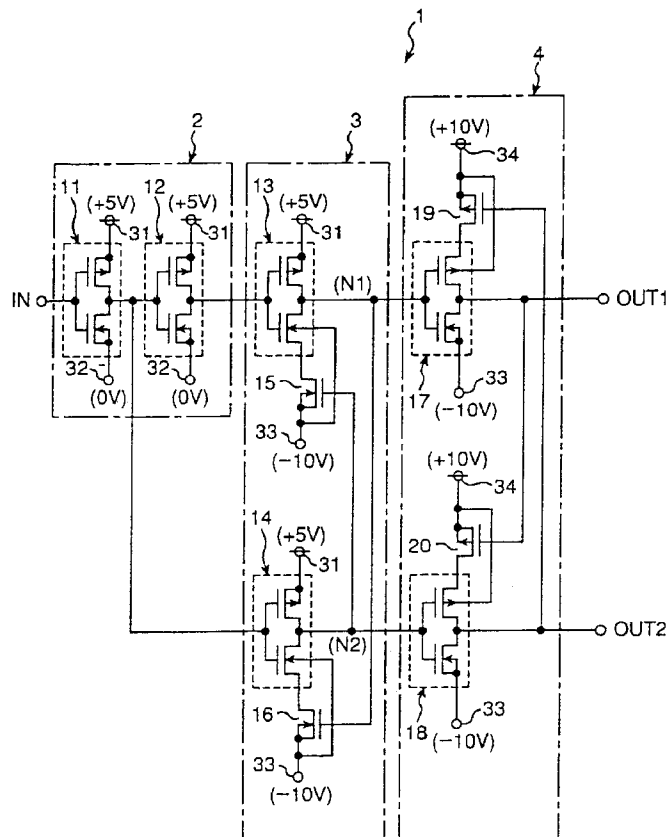 1
4
2
3
(+10V)
34
11
12
13
19
(+5V)
31
(+5V)
31
(+5V)
31
IN
(N1)
OUT1
32
(0V)
32
(0V)
15
33
(−10V)
17
33
(−10V)
(+10V)
34
14
(+5V)
31
20
(N2)
OUT2
16
33
(−10V)
18
33
(−10V)